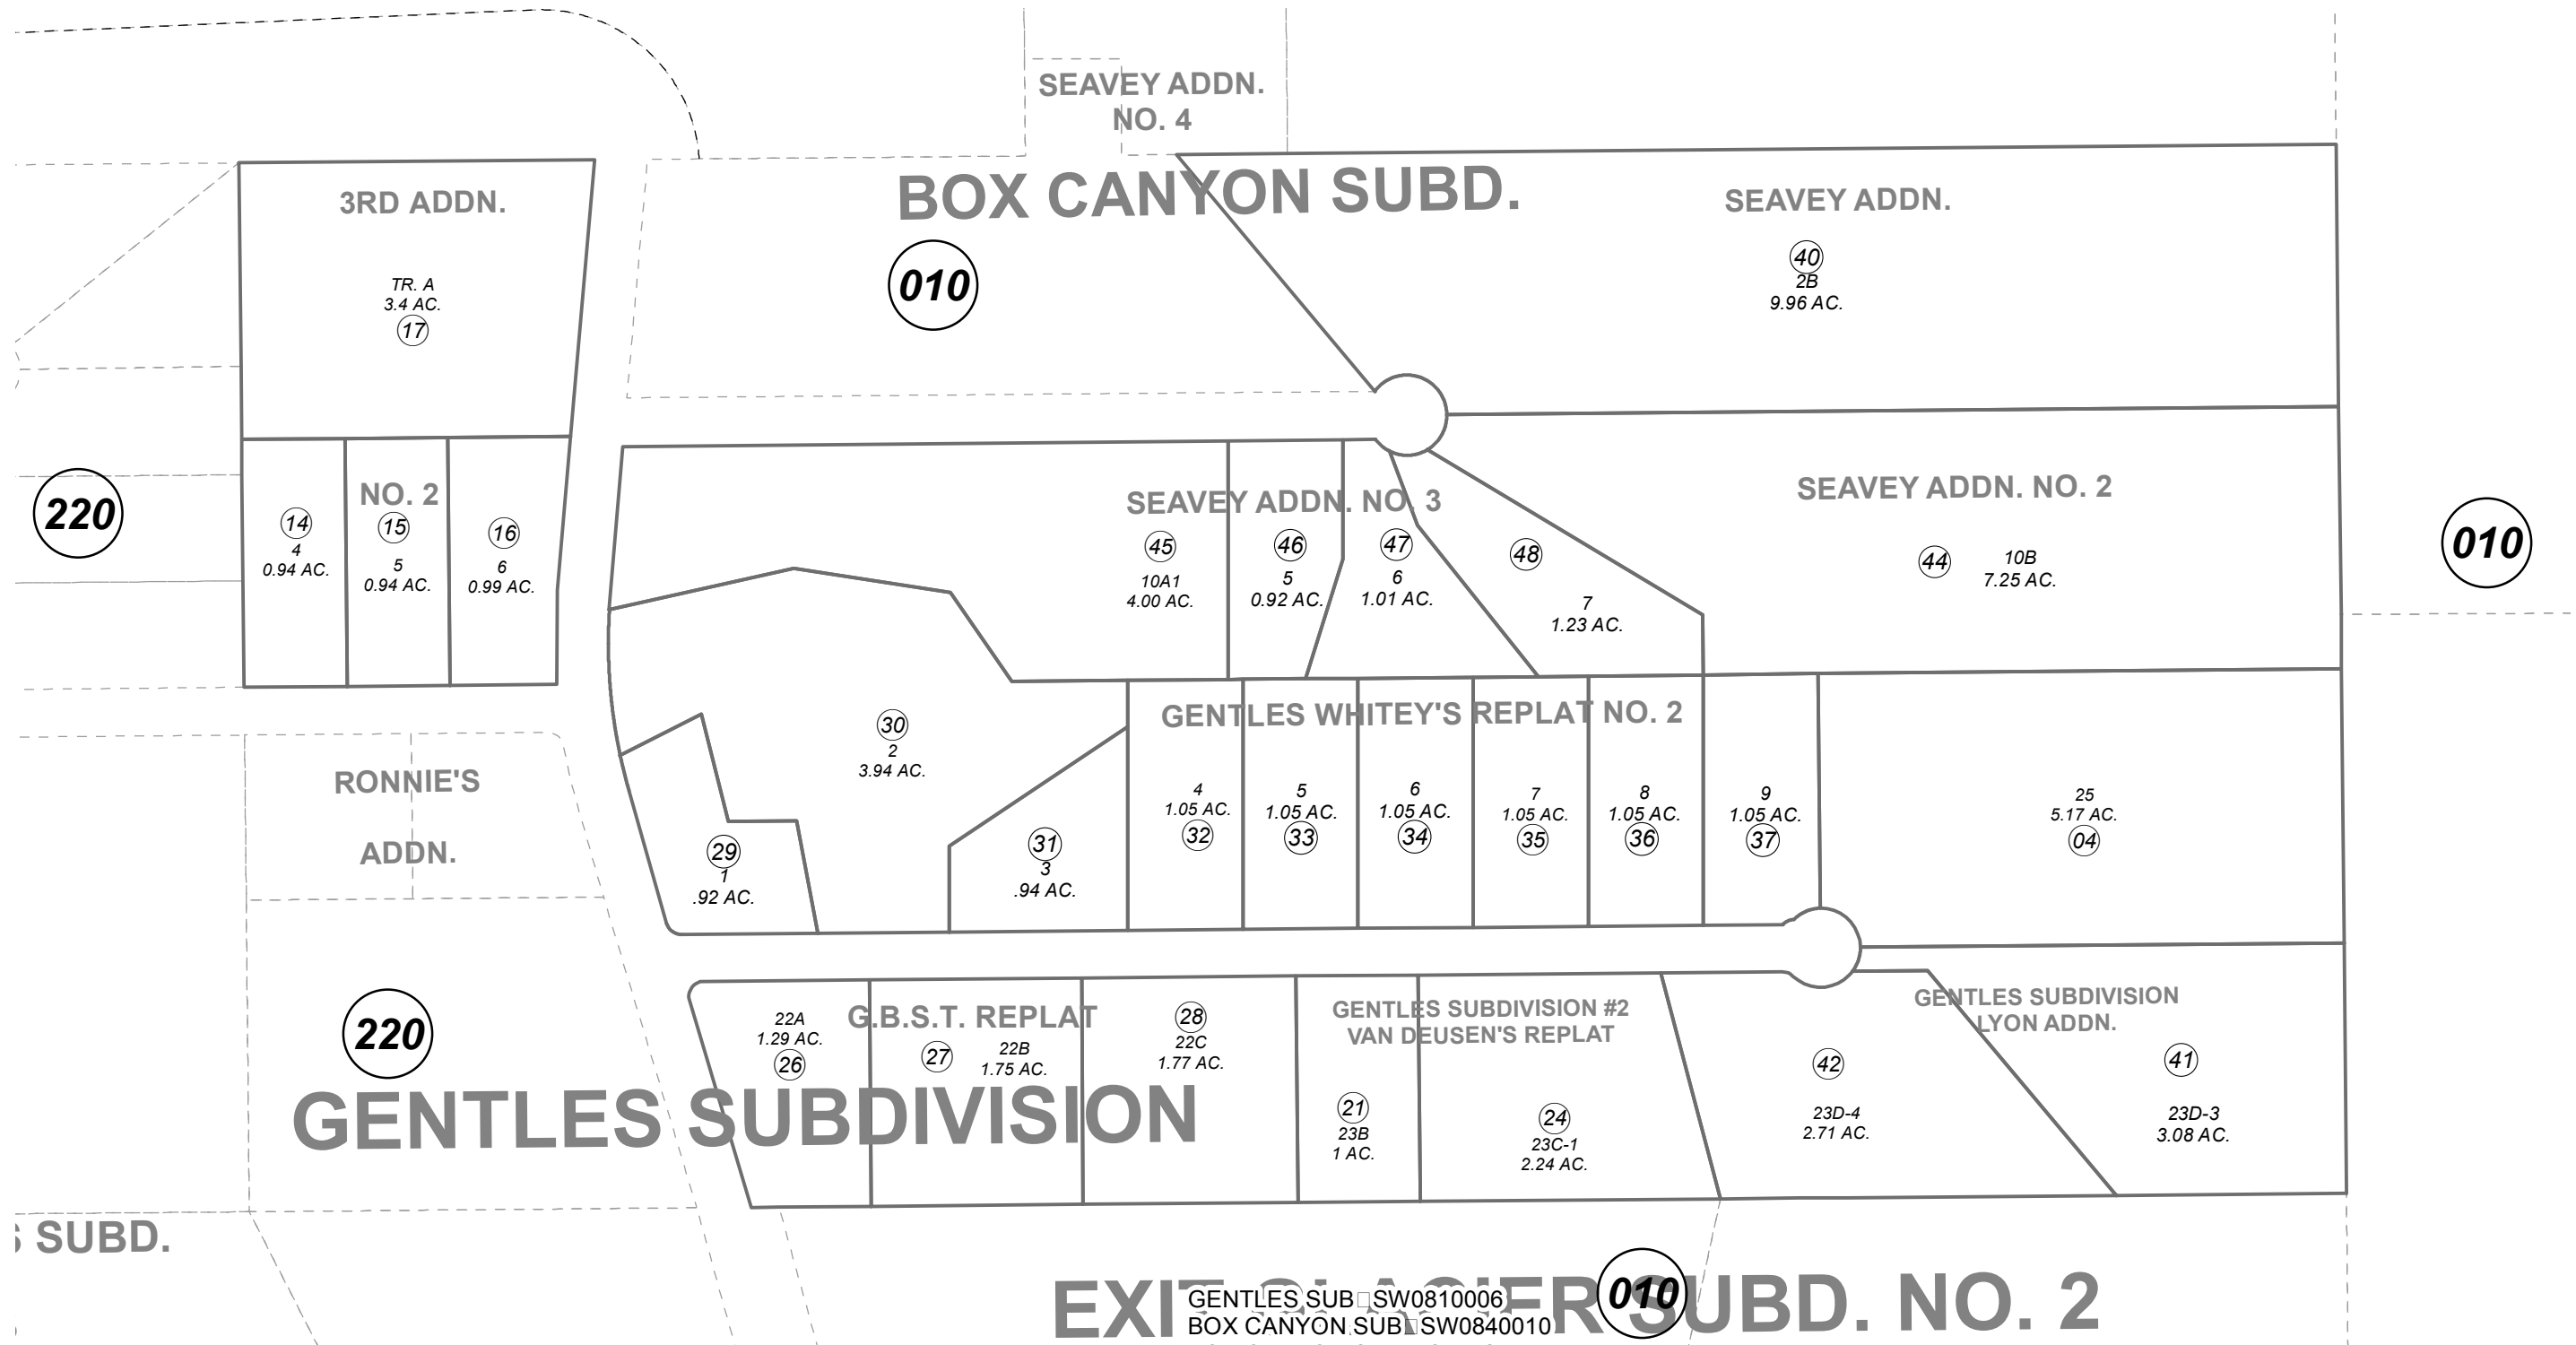 SEAVEY ADDN.
NO. 4
BOX CANYON SUBD.
010
3RD ADDN.
TR. A
3.4 AC.
17
SEAVEY ADDN.
40
2B
9.96 AC.
220
NO. 2
14
4
0.94 AC.
15
5
0.94 AC.
16
6
0.99 AC.
SEAVEY ADDN. NO. 3
45
10A1
4.00 AC.
46
5
0.92 AC.
47
6
1.01 AC.
48
7
1.23 AC.
SEAVEY ADDN. NO. 2
44
10B
7.25 AC.
010
RONNIE'S
ADDN.
30
2
3.94 AC.
29
1
.92 AC.
31
3
.94 AC.
GENTLES WHITEY'S REPLAT NO. 2
4
1.05 AC.
32
5
1.05 AC.
33
6
1.05 AC.
34
7
1.05 AC.
35
8
1.05 AC.
36
9
1.05 AC.
37
25
5.17 AC.
04
220
GENTLES SUBDIVISION
G.B.S.T. REPLAT
22A
1.29 AC.
26
27
22B
1.75 AC.
28
22C
1.77 AC.
GENTLES SUBDIVISION #2
VAN DEUSEN'S REPLAT
21
23B
1 AC.
24
23C-1
2.24 AC.
GENTLES SUBDIVISION
LYON ADDN.
42
23D-4
2.71 AC.
41
23D-3
3.08 AC.
SUBD.
EXIT GLACIER SUBD. NO. 2
010
GENTLES SUB SW0810006
BOX CANYON SUB SW0840010